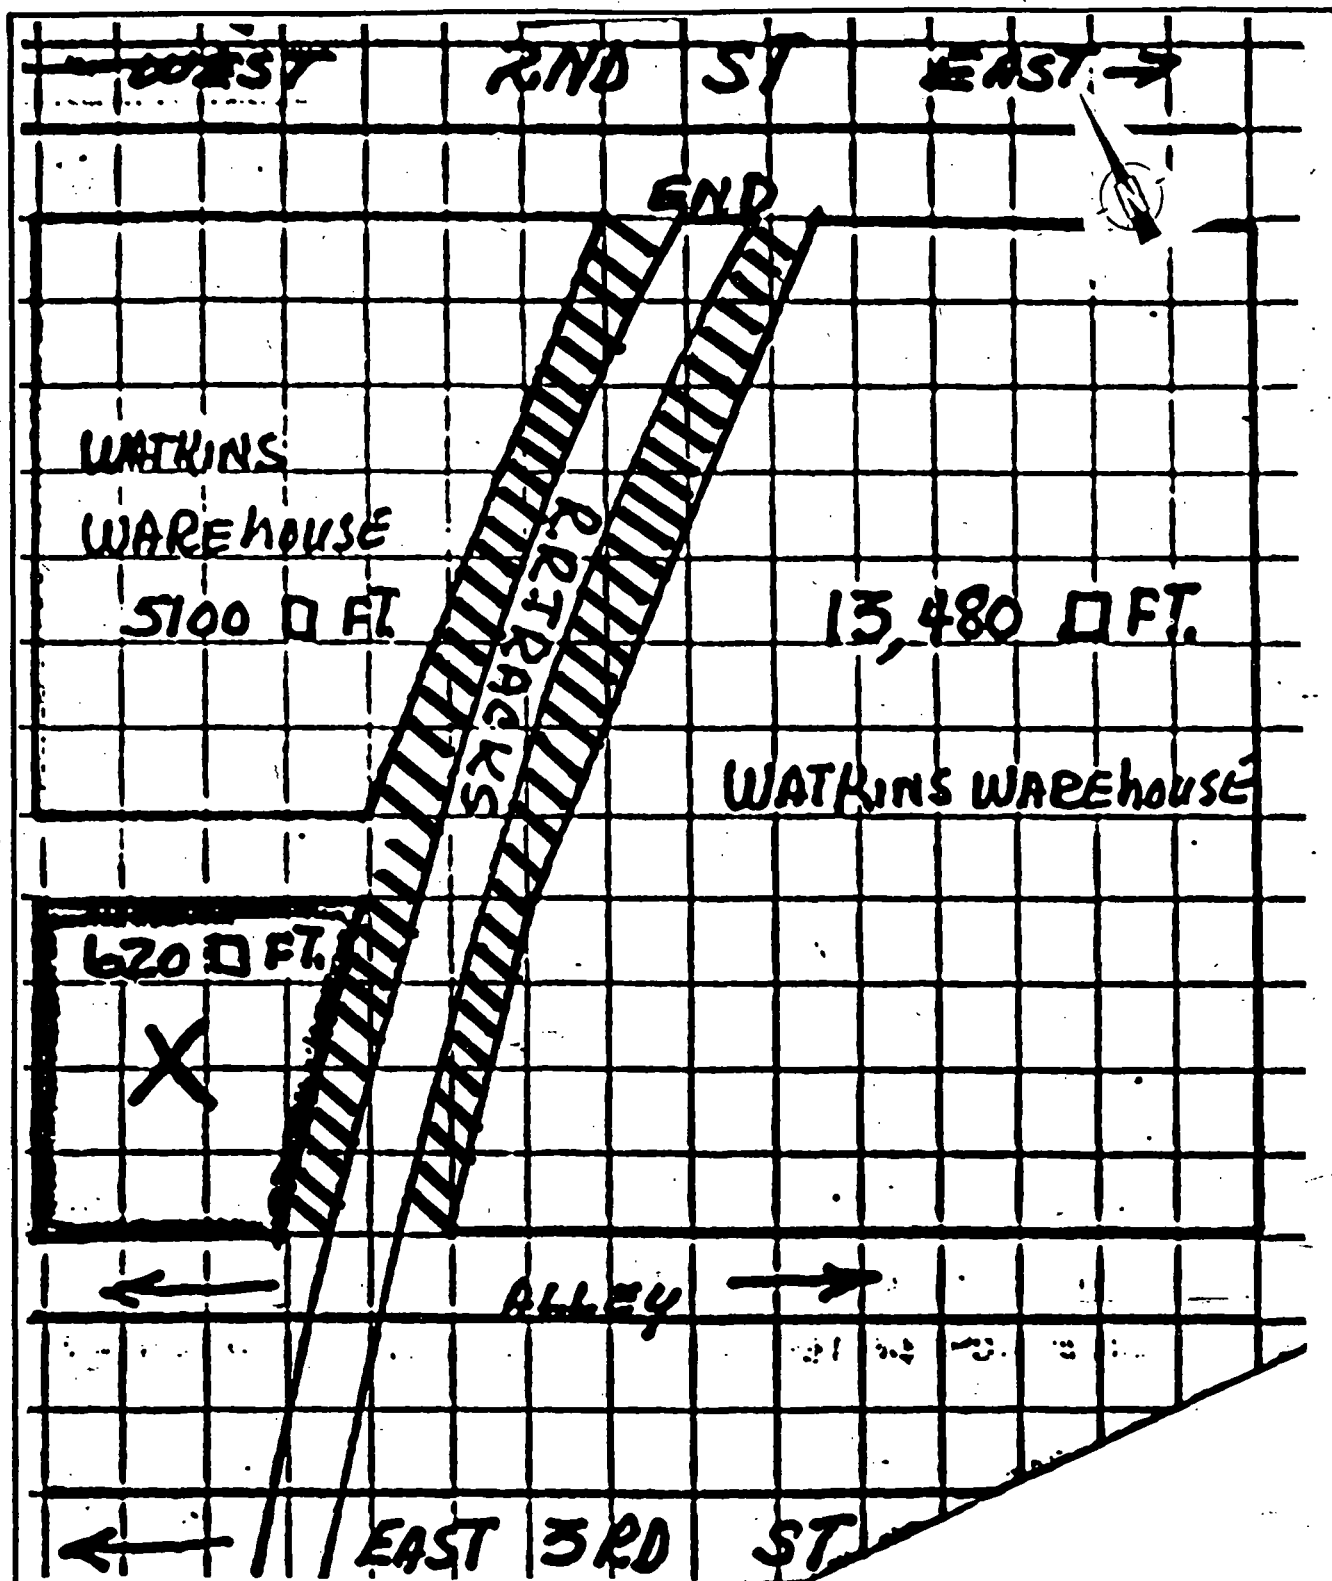 WEST 2ND ST EAST
N
END
WATKINS
WAREHOUSE
5100 □ FT.
RR TRACKS
13,480 □ FT.
WATKINS WAREHOUSE
620 □ FT.
X
ALLEY
EAST 3RD ST